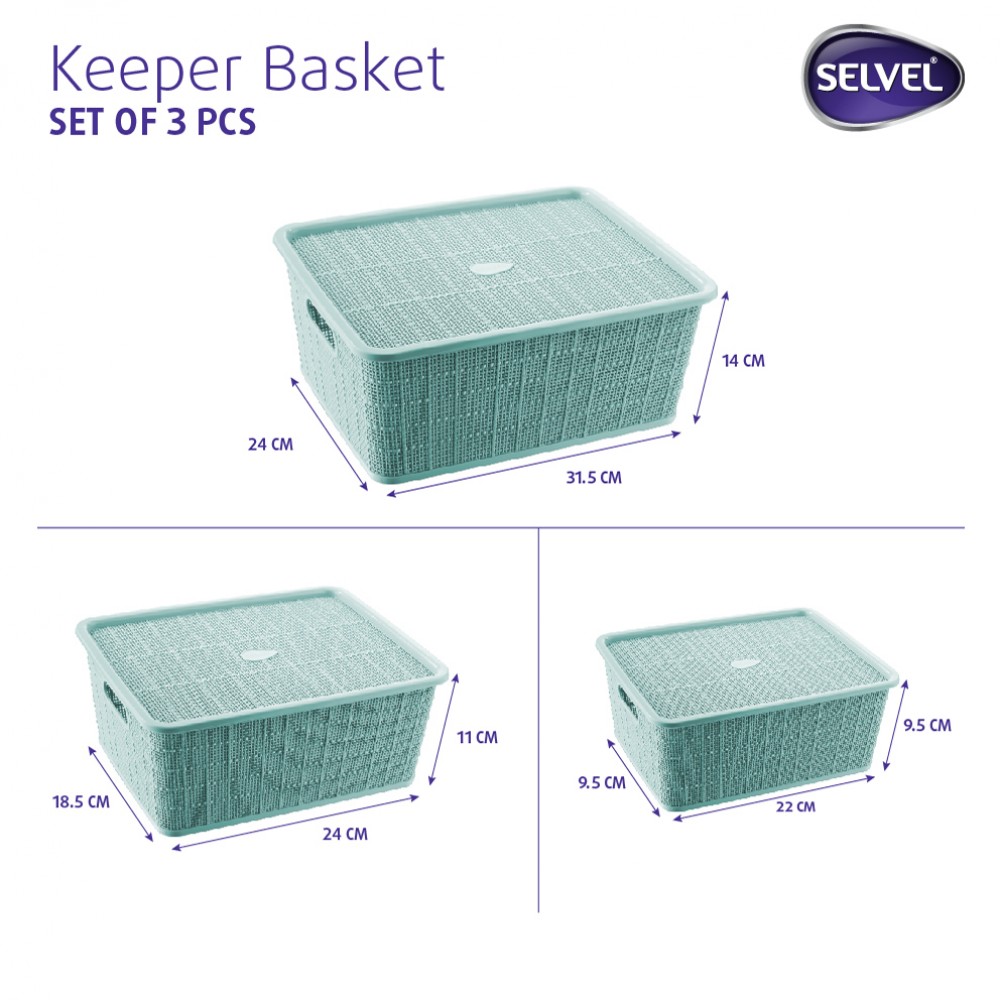 Keeper Basket
SET OF 3 PCS
SELVEL®
14 CM
24 CM
31.5 CM
11 CM
18.5 CM
24 CM
9.5 CM
9.5 CM
22 CM